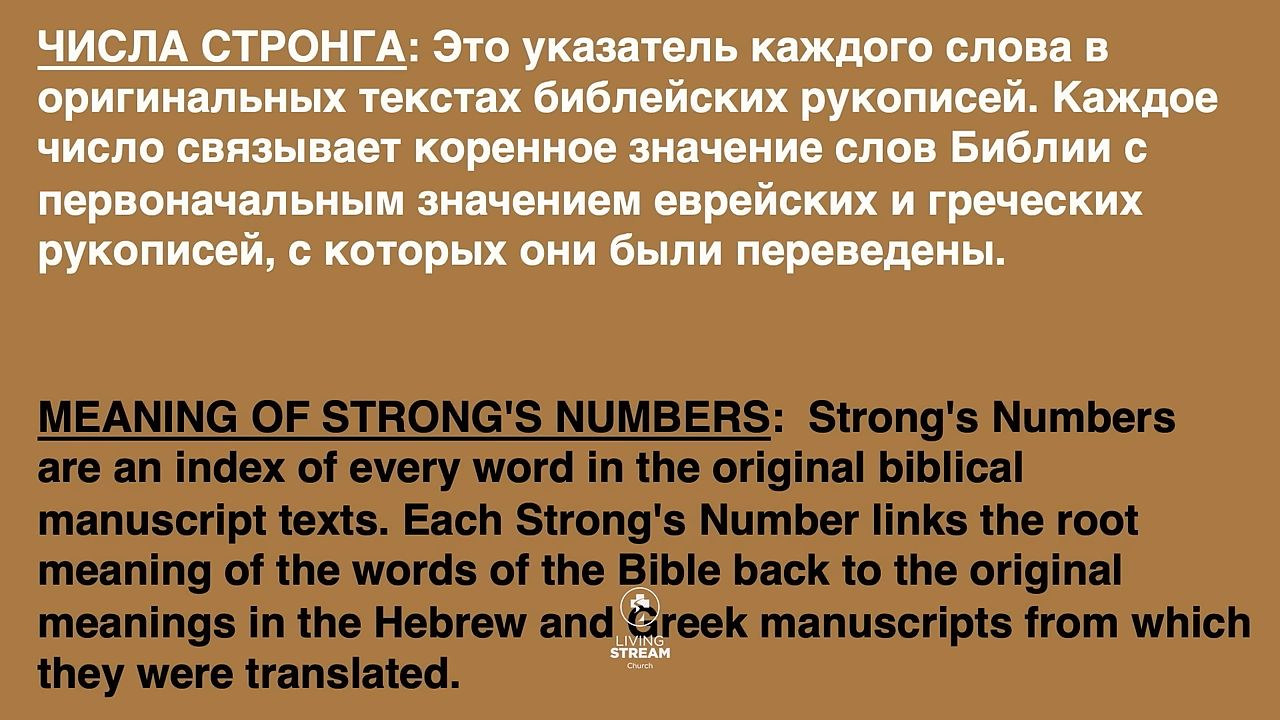 ЧИСЛА СТРОНГА: Это указатель каждого слова в
оригинальных текстах библейских рукописей. Каждое
число связывает коренное значение слов Библии с
первоначальным значением еврейских и греческих
рукописей, с которых они были переведены.
MEANING OF STRONG'S NUMBERS:  Strong's Numbers
are an index of every word in the original biblical
manuscript texts. Each Strong's Number links the root
meaning of the words of the Bible back to the original
meanings in the Hebrew and Greek manuscripts from which
they were translated.
LIVING
STREAM
Church